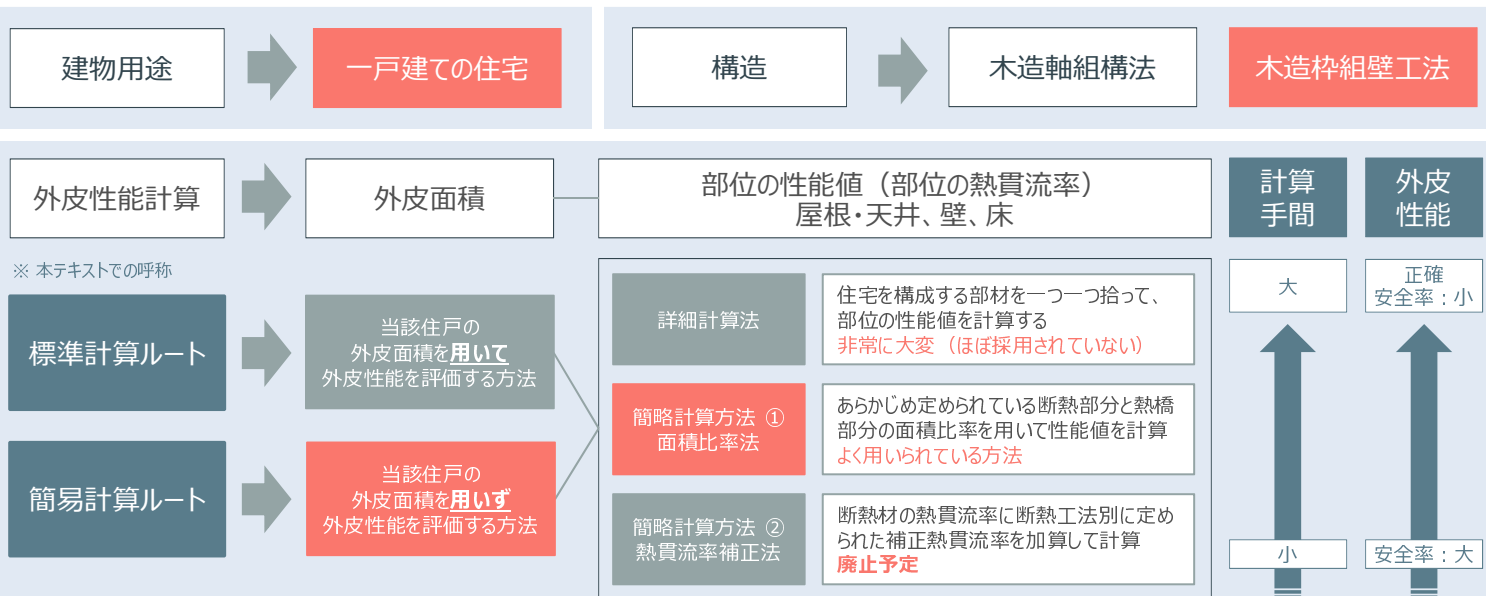 建物用途
一戸建ての住宅
構造
木造軸組構法
木造枠組壁工法
外皮性能計算
外皮面積
部位の性能値（部位の熱貫流率）
屋根・天井、壁、床
計算
手間
外皮
性能
※ 本テキストでの呼称
標準計算ルート
当該住戸の
外皮面積を用いて
外皮性能を評価する方法
簡易計算ルート
当該住戸の
外皮面積を用いず
外皮性能を評価する方法
詳細計算法
住宅を構成する部材を一つ一つ拾って、
部位の性能値を計算する
非常に大変（ほぼ採用されていない）
簡略計算方法 ①
面積比率法
あらかじめ定められている断熱部分と熱橋
部分の面積比率を用いて性能値を計算
よく用いられている方法
簡略計算方法 ②
熱貫流率補正法
断熱材の熱貫流率に断熱工法別に定め
られた補正熱貫流率を加算して計算
廃止予定
大
正確
安全率：小
小
安全率：大